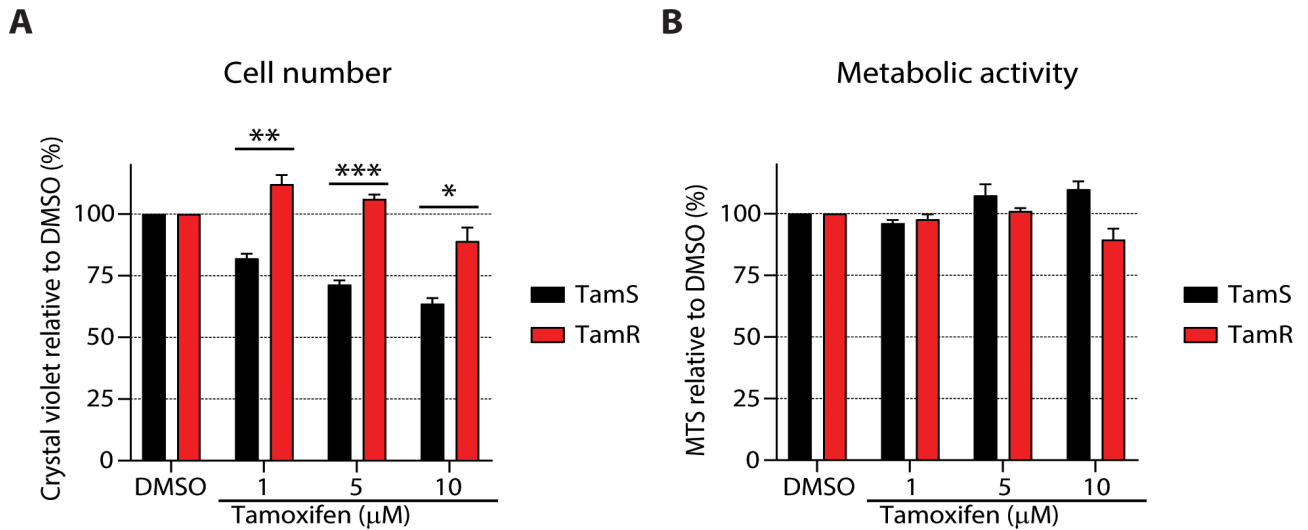 A
Cell number
Crystal violet relative to DMSO (%)
100
75
50
25
0
**
***
*
DMSO
1
5
10
Tamoxifen (μM)
TamS
TamR
B
Metabolic activity
MTS relative to DMSO (%)
100
75
50
25
0
DMSO
1
5
10
Tamoxifen (μM)
TamS
TamR